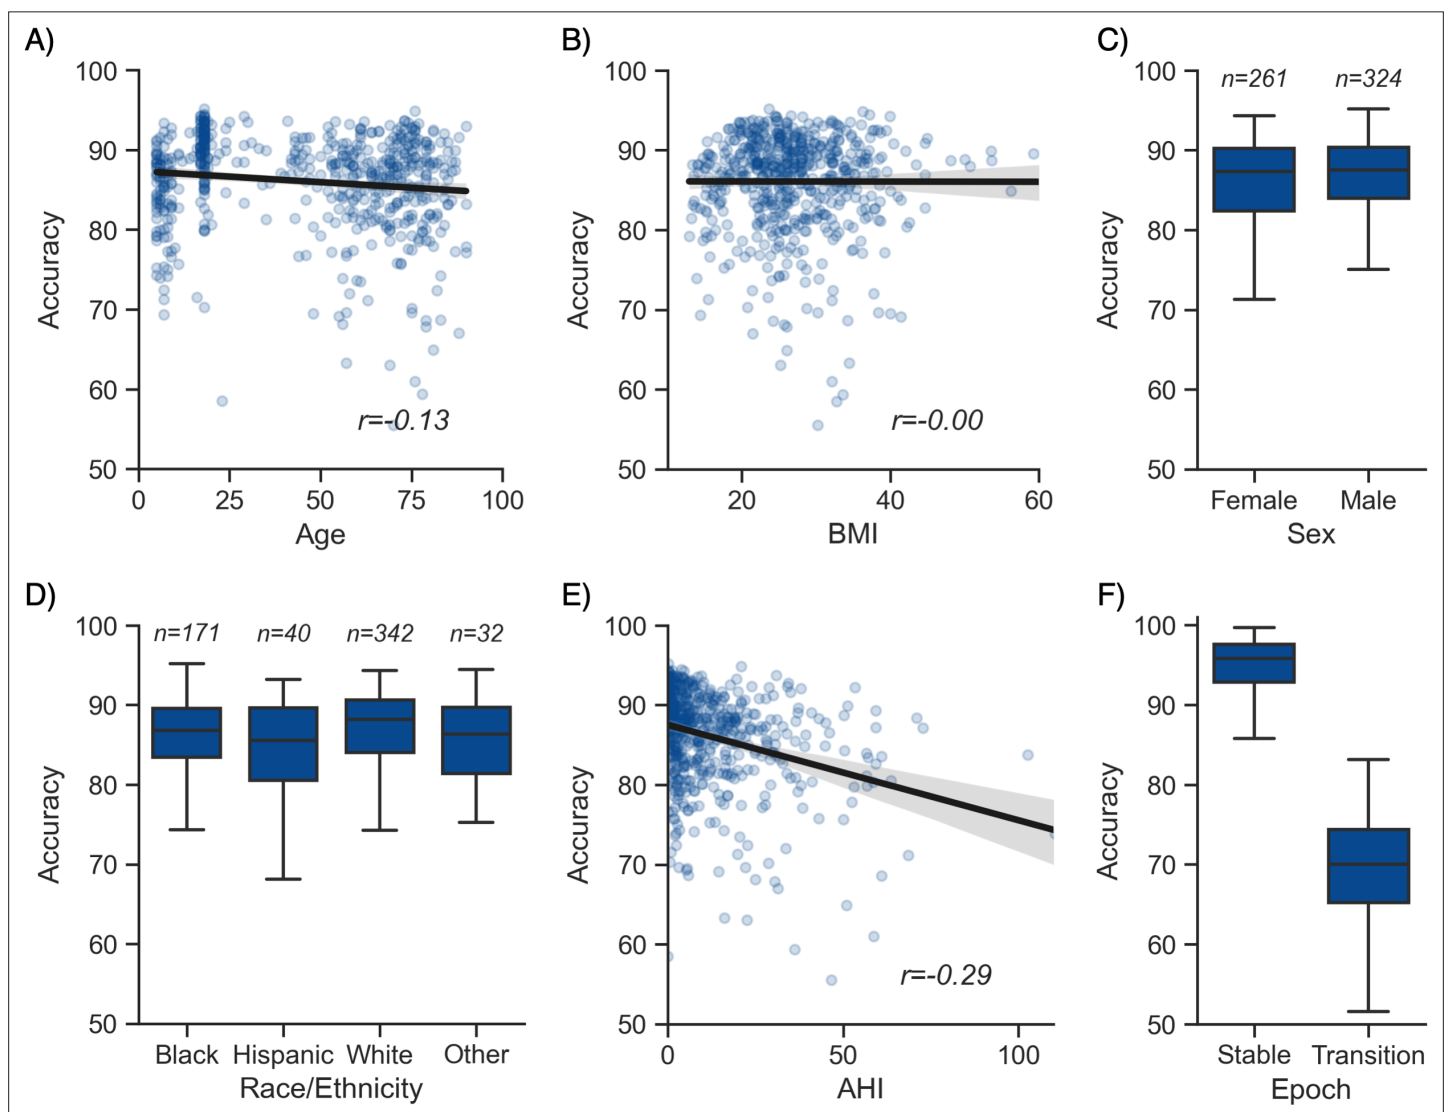 A)
100
90
80
70
60
50
Accuracy
r=-0.13
0 25 50 75 100
Age
B)
100
90
80
70
60
50
Accuracy
r=-0.00
20 40 60
BMI
C)
100
90
80
70
60
50
Accuracy
n=261 n=324
Female Male
Sex
D)
100
90
80
70
60
50
Accuracy
n=171 n=40 n=342 n=32
Black Hispanic White Other
Race/Ethnicity
E)
100
90
80
70
60
50
Accuracy
r=-0.29
0 50 100
AHI
F)
100
90
80
70
60
50
Accuracy
Stable Transition
Epoch